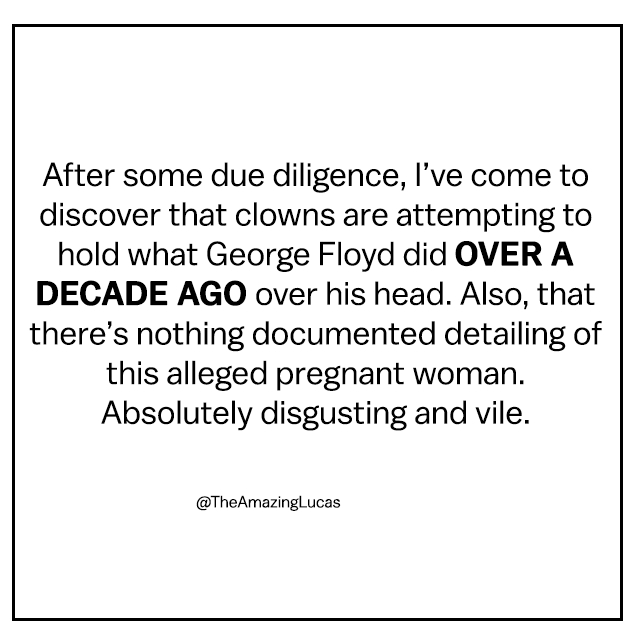 After some due diligence, I’ve come to
discover that clowns are attempting to
hold what George Floyd did OVER A
DECADE AGO over his head. Also, that
there’s nothing documented detailing of
this alleged pregnant woman.
Absolutely disgusting and vile.
@TheAmazingLucas